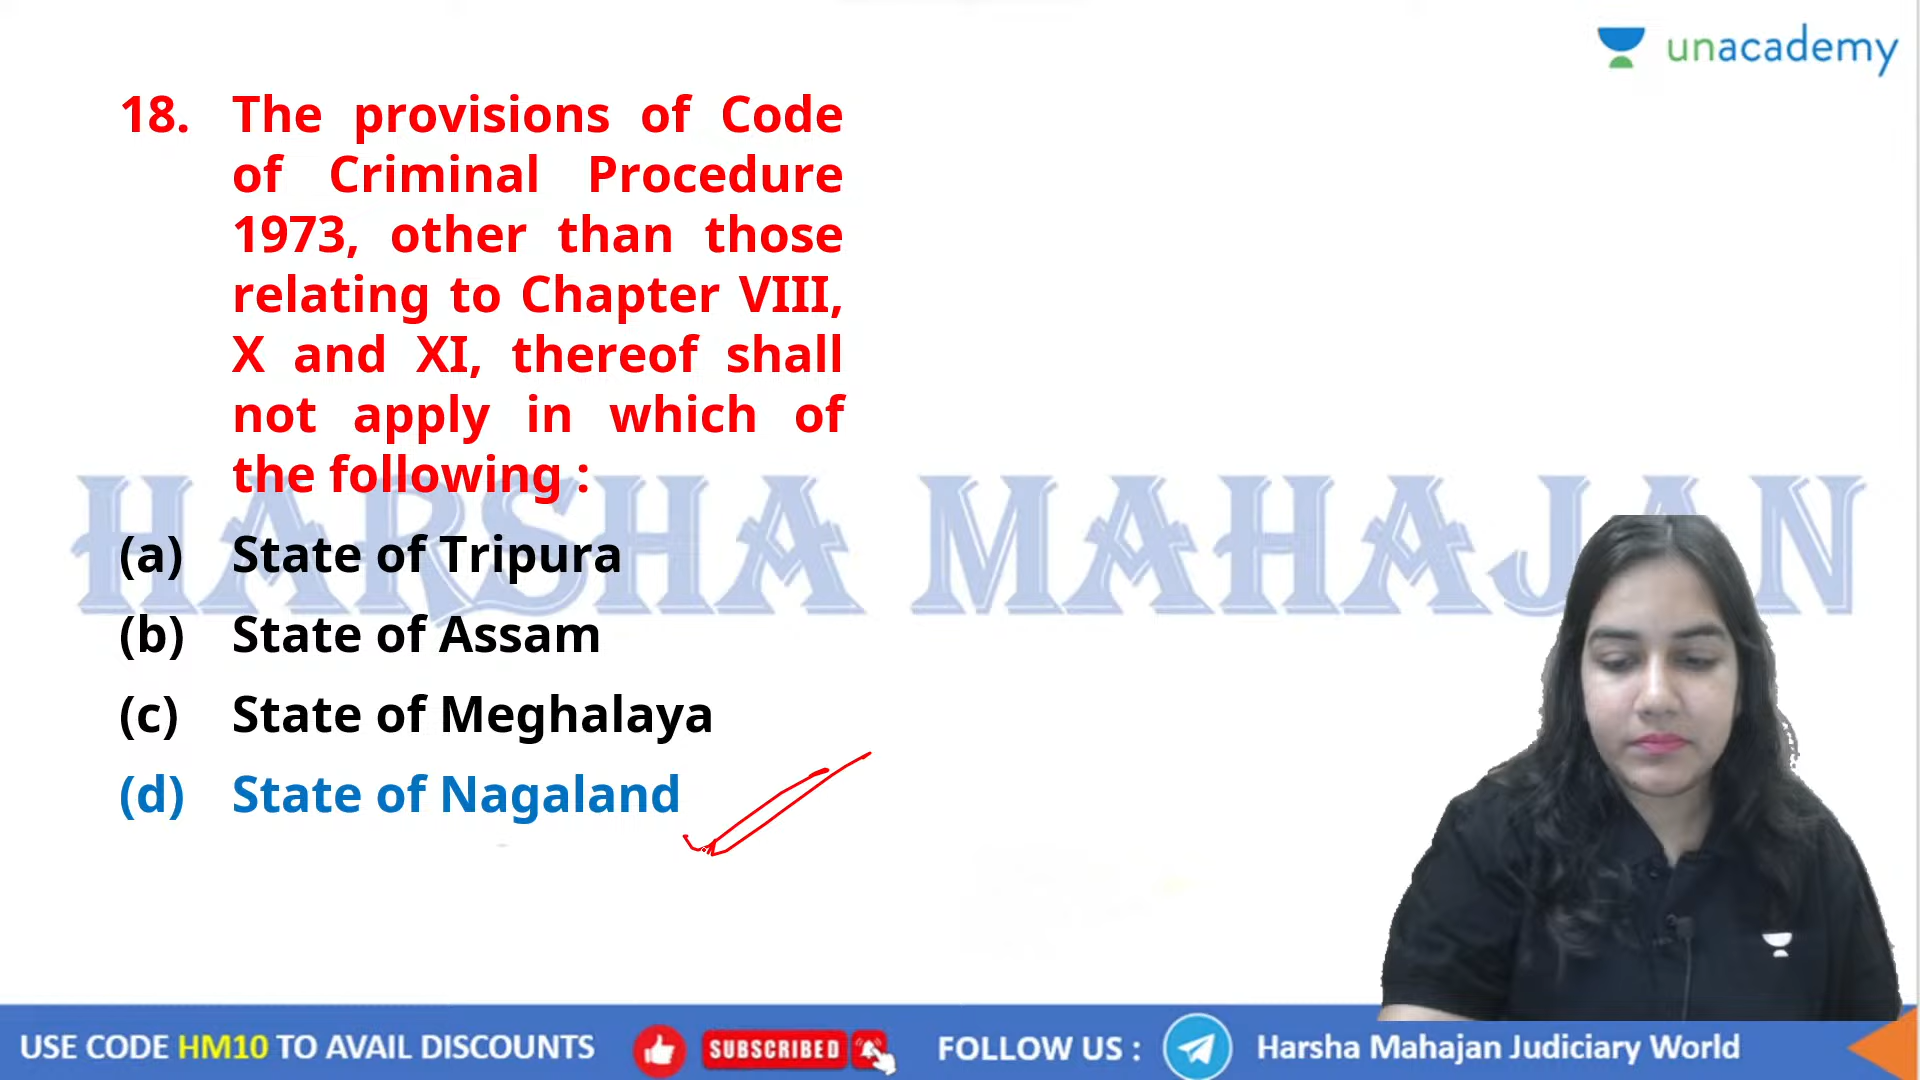 unacademy
18. The provisions of Code
of Criminal Procedure
1973, other than those
relating to Chapter VIII,
X and XI, thereof shall
not apply in which of
the following :
HARSHA MAHAJAN
(a) State of Tripura
(b) State of Assam
(c) State of Meghalaya
(d) State of Nagaland
USE CODE HM10 TO AVAIL DISCOUNTS
SUBSCRIBED
FOLLOW US :
Harsha Mahajan Judiciary World